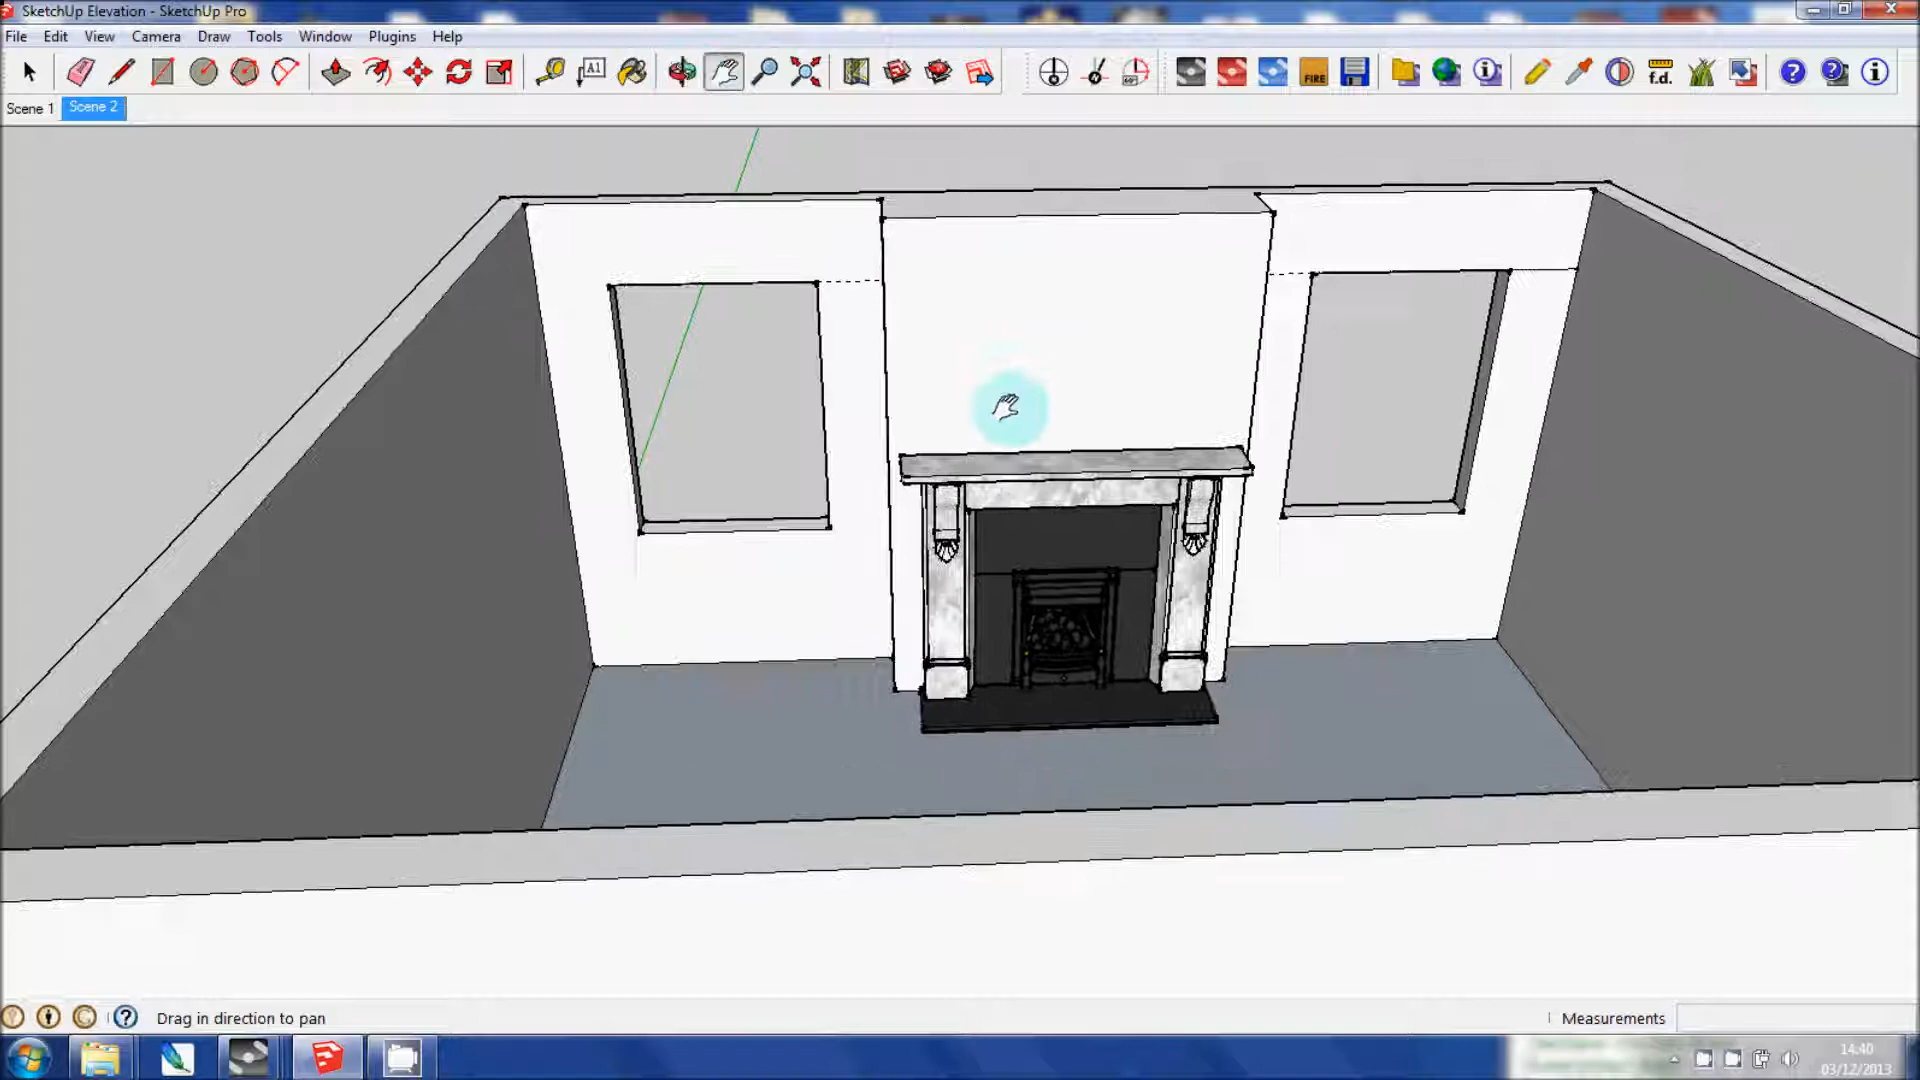 SketchUp Elevation - SketchUp Pro
File Edit View Camera Draw Tools Window Plugins Help
A1 FIRE f.d.
Scene 1 Scene 2
Drag in direction to pan
Measurements
14:40
03/12/2013